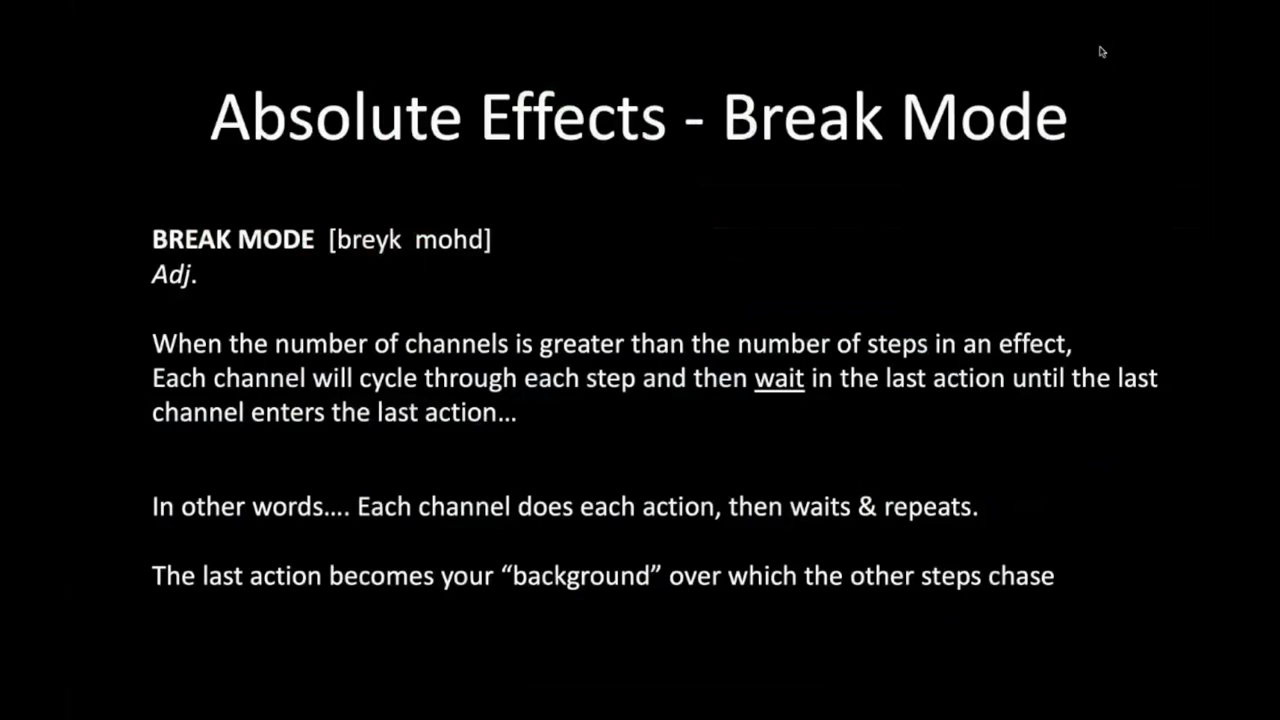 Absolute Effects - Break Mode
BREAK MODE [breyk mohd]
Adj.
When the number of channels is greater than the number of steps in an effect,
Each channel will cycle through each step and then wait in the last action until the last
channel enters the last action...
In other words.... Each channel does each action, then waits & repeats.
The last action becomes your “background” over which the other steps chase